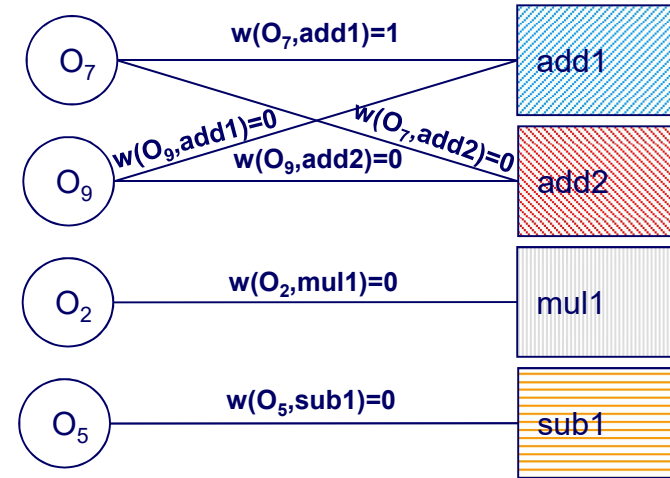 w(O₇,add1)=1
O₇
add1
w(O₉,add1)=0
w(O₇,add2)=0
w(O₉,add2)=0
O₉
add2
w(O₂,mul1)=0
O₂
mul1
w(O₅,sub1)=0
O₅
sub1